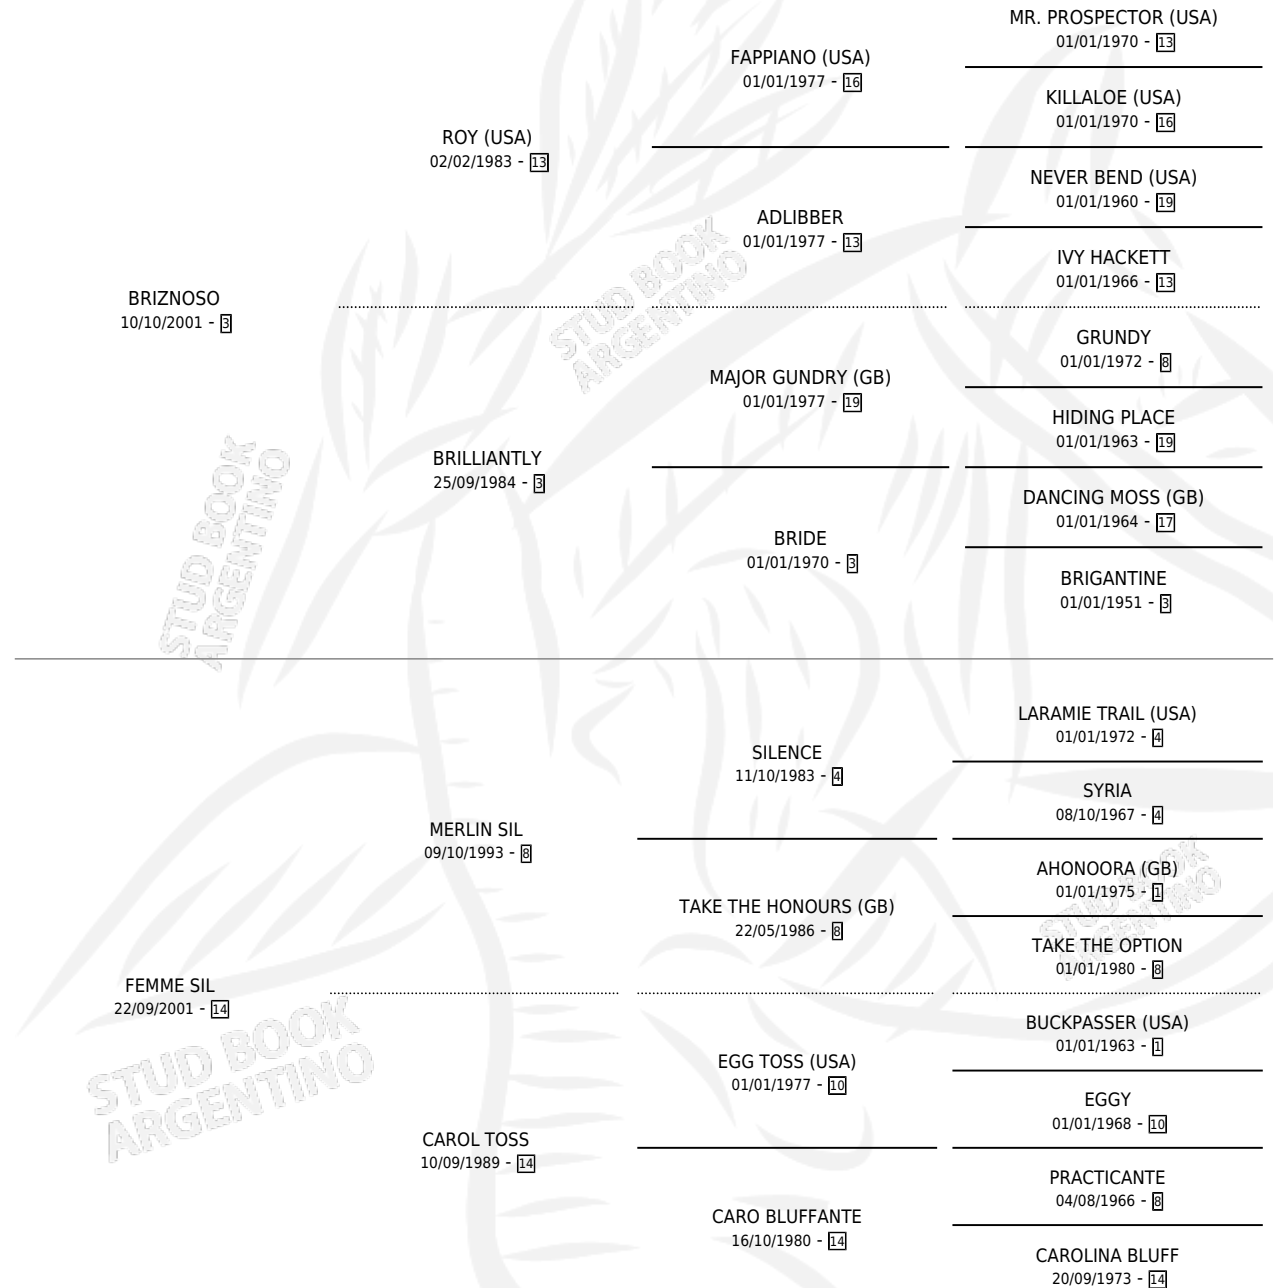 MR. PROSPECTOR (USA)
01/01/1970 - 13
FAPPIANO (USA)
01/01/1977 - 16
KILLALOE (USA)
01/01/1970 - 16
ROY (USA)
02/02/1983 - 13
NEVER BEND (USA)
01/01/1960 - 19
ADLIBBER
01/01/1977 - 13
IVY HACKETT
01/01/1966 - 13
BRIZNOSO
10/10/2001 - 3
GRUNDY
01/01/1972 - 8
MAJOR GUNDRY (GB)
01/01/1977 - 19
HIDING PLACE
01/01/1963 - 19
BRILLIANTLY
25/09/1984 - 3
DANCING MOSS (GB)
01/01/1964 - 17
BRIDE
01/01/1970 - 3
BRIGANTINE
01/01/1951 - 3
STUD BOOK
ARGENTINO
STUD BOOK
ARGENTINO
LARAMIE TRAIL (USA)
01/01/1972 - 4
SILENCE
11/10/1983 - 4
SYRIA
08/10/1967 - 4
MERLIN SIL
09/10/1993 - 8
AHONOORA (GB)
01/01/1975 - 1
TAKE THE HONOURS (GB)
22/05/1986 - 8
TAKE THE OPTION
01/01/1980 - 8
FEMME SIL
22/09/2001 - 14
BUCKPASSER (USA)
01/01/1963 - 1
EGG TOSS (USA)
01/01/1977 - 10
EGGY
01/01/1968 - 10
CAROL TOSS
10/09/1989 - 14
PRACTICANTE
04/08/1966 - 8
CARO BLUFFANTE
16/10/1980 - 14
CAROLINA BLUFF
20/09/1973 - 14
STUD BOOK
ARGENTINO
STUD BOOK
ARGENTINO